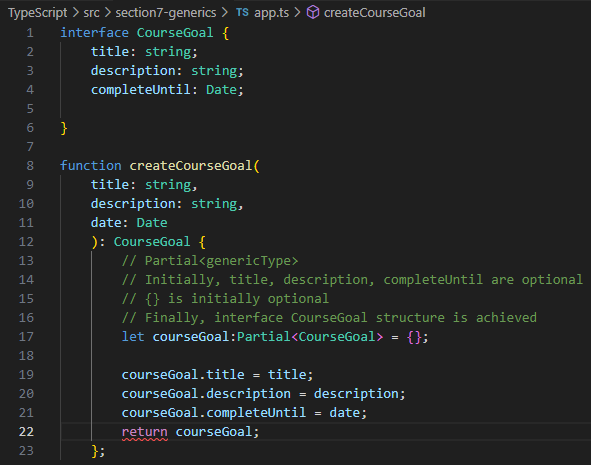 TypeScript > src > section7-generics > TS app.ts > createCourseGoal
1 interface CourseGoal {
2 title: string;
3 description: string;
4 completeUntil: Date;
5
6 }
7
8 function createCourseGoal(
9 title: string,
10 description: string,
11 date: Date
12 ): CourseGoal {
13 // Partial<genericType>
14 // Initially, title, description, completeUntil are optional
15 // {} is initially optional
16 // Finally, interface CourseGoal structure is achieved
17 let courseGoal:Partial<CourseGoal> = {};
18
19 courseGoal.title = title;
20 courseGoal.description = description;
21 courseGoal.completeUntil = date;
22 return courseGoal;
23 };